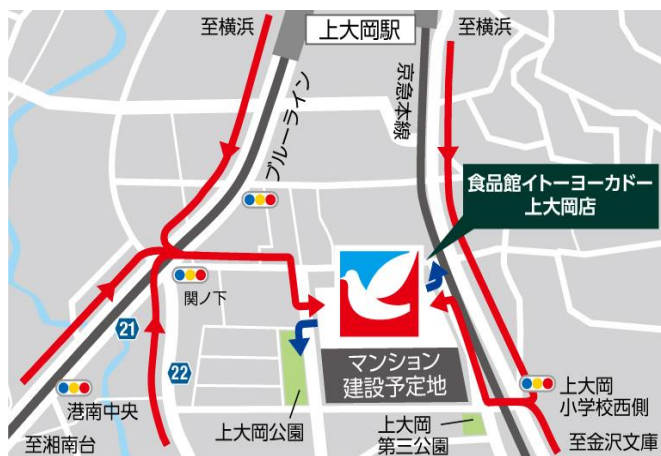 至横浜
上大岡駅
至横浜
ブルーライン
京急本線
食品館イトーヨーカドー
上大岡店
関ノ下
21
22
マンション
建設予定地
港南中央
至湘南台
上大岡公園
上大岡
第三公園
上大岡
小学校西側
至金沢文庫